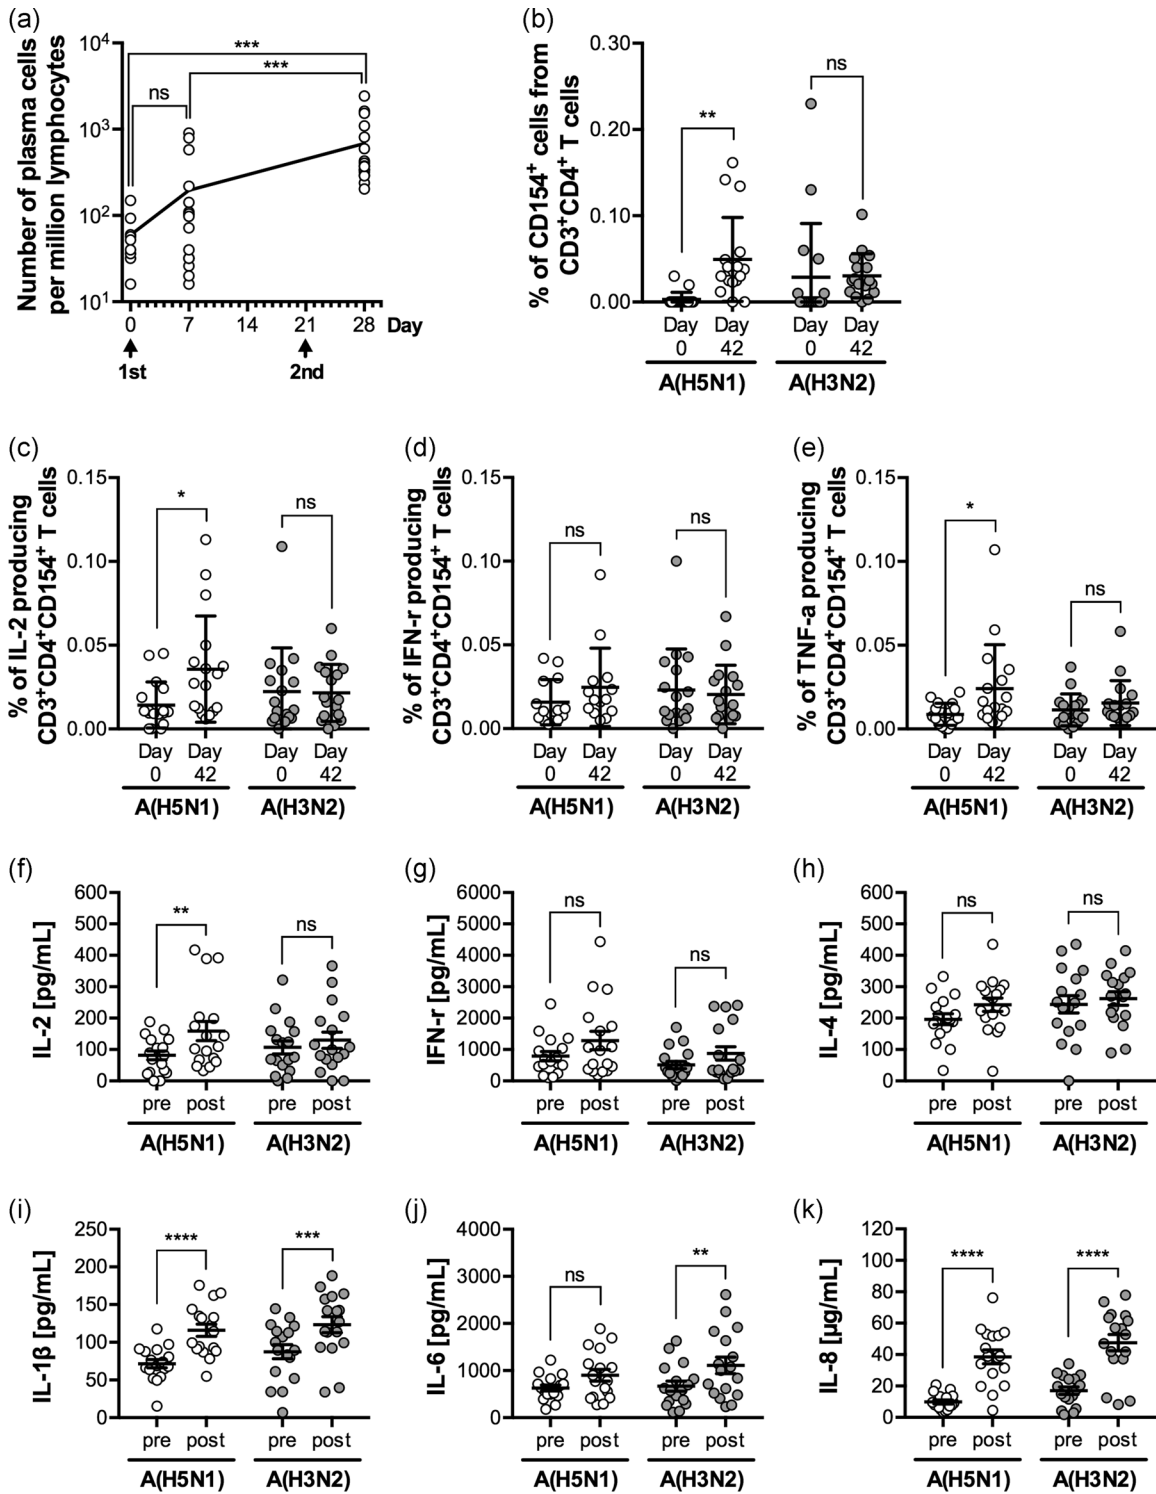 (a)
Number of plasma cells
per million lymphocytes
10⁴
10³
10²
10¹
***
***
ns
0
7
14
21
28
Day
1st
2nd
(b)
% of CD154⁺ cells from
CD3⁺CD4⁺ T cells
0.30
0.20
0.10
0.00
**
ns
Day
0
Day
42
Day
0
Day
42
A(H5N1)
A(H3N2)
(c)
% of IL-2 producing
CD3⁺CD4⁺CD154⁺ T cells
0.15
0.10
0.05
0.00
*
ns
Day
0
Day
42
Day
0
Day
42
A(H5N1)
A(H3N2)
(d)
% of IFN-r producing
CD3⁺CD4⁺CD154⁺ T cells
0.15
0.10
0.05
0.00
ns
ns
Day
0
Day
42
Day
0
Day
42
A(H5N1)
A(H3N2)
(e)
% of TNF-a producing
CD3⁺CD4⁺CD154⁺ T cells
0.15
0.10
0.05
0.00
*
ns
Day
0
Day
42
Day
0
Day
42
A(H5N1)
A(H3N2)
(f)
IL-2 [pg/mL]
600
500
400
300
200
100
0
**
ns
pre
post
pre
post
A(H5N1)
A(H3N2)
(g)
IFN-r [pg/mL]
6000
5000
4000
3000
2000
1000
0
ns
ns
pre
post
pre
post
A(H5N1)
A(H3N2)
(h)
IL-4 [pg/mL]
600
500
400
300
200
100
0
ns
ns
pre
post
pre
post
A(H5N1)
A(H3N2)
(i)
IL-1β [pg/mL]
250
200
150
100
50
0
****
***
pre
post
pre
post
A(H5N1)
A(H3N2)
(j)
IL-6 [pg/mL]
4000
3000
2000
1000
0
ns
**
pre
post
pre
post
A(H5N1)
A(H3N2)
(k)
IL-8 [µg/mL]
120
100
80
60
40
20
0
****
****
pre
post
pre
post
A(H5N1)
A(H3N2)